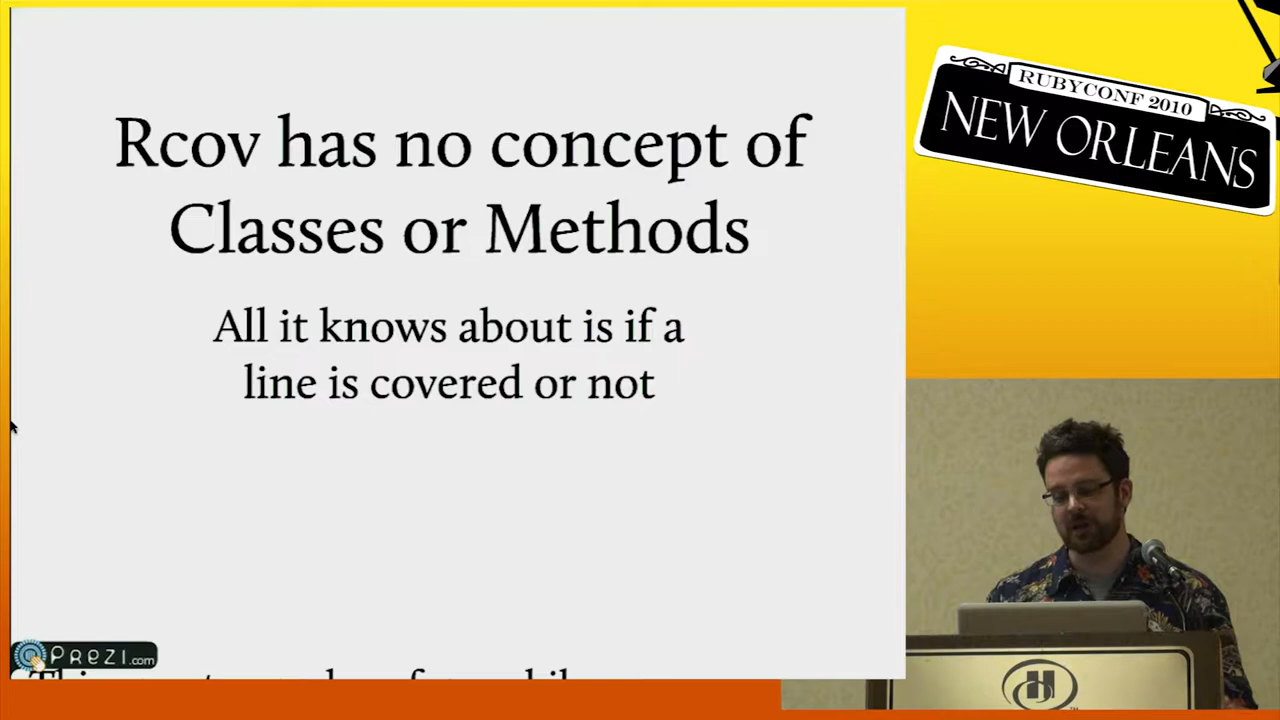 Rcov has no concept of
Classes or Methods
All it knows about is if a
line is covered or not
Prezi.com
RUBYCONF 2010
NEW ORLEANS